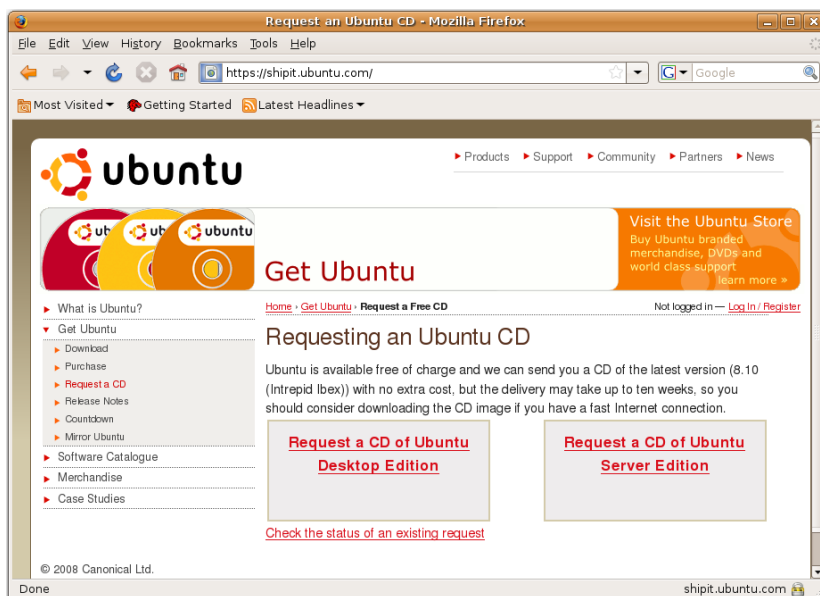 Request an Ubuntu CD - Mozilla Firefox
File Edit View History Bookmarks Tools Help
https://shipit.ubuntu.com/
G Google
Most Visited Getting Started Latest Headlines
ubuntu
Products Support Community Partners News
ub ub ubuntu
Get Ubuntu
Visit the Ubuntu Store
Buy Ubuntu branded
merchandise, DVDs and
world class support
learn more »
What is Ubuntu?
Get Ubuntu
Download
Purchase
Request a CD
Release Notes
Countdown
Mirror Ubuntu
Software Catalogue
Merchandise
Case Studies
Home › Get Ubuntu › Request a Free CD
Not logged in — Log In / Register
Requesting an Ubuntu CD
Ubuntu is available free of charge and we can send you a CD of the latest version (8.10
(Intrepid Ibex)) with no extra cost, but the delivery may take up to ten weeks, so you
should consider downloading the CD image if you have a fast Internet connection.
Request a CD of Ubuntu
Desktop Edition
Request a CD of Ubuntu
Server Edition
Check the status of an existing request
© 2008 Canonical Ltd.
Done
shipit.ubuntu.com